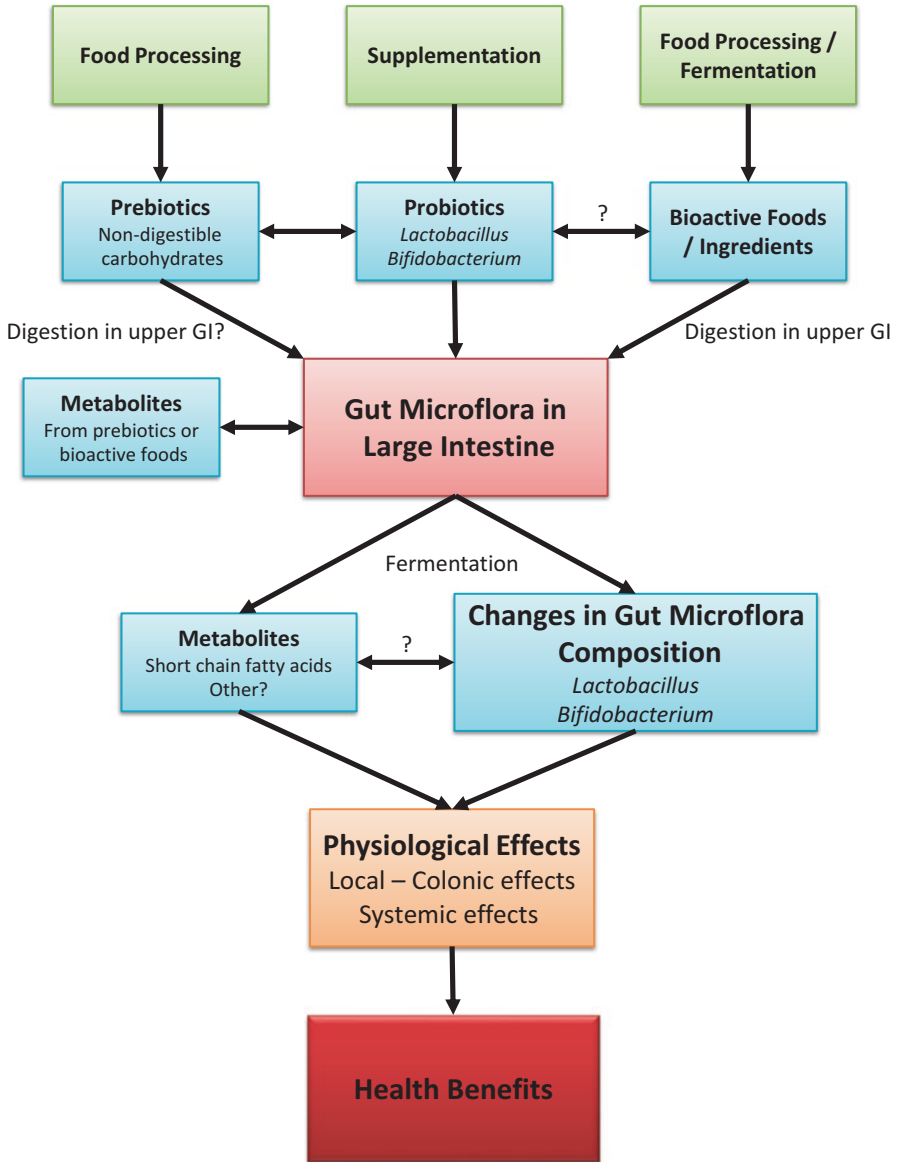 Food Processing
Supplementation
Food Processing /
Fermentation
Prebiotics
Non-digestible
carbohydrates
Probiotics
Lactobacillus
Bifidobacterium
?
Bioactive Foods
/ Ingredients
Digestion in upper GI?
Digestion in upper GI
Metabolites
From prebiotics or
bioactive foods
Gut Microflora in
Large Intestine
Fermentation
Metabolites
Short chain fatty acids
Other?
?
Changes in Gut Microflora
Composition
Lactobacillus
Bifidobacterium
Physiological Effects
Local – Colonic effects
Systemic effects
Health Benefits